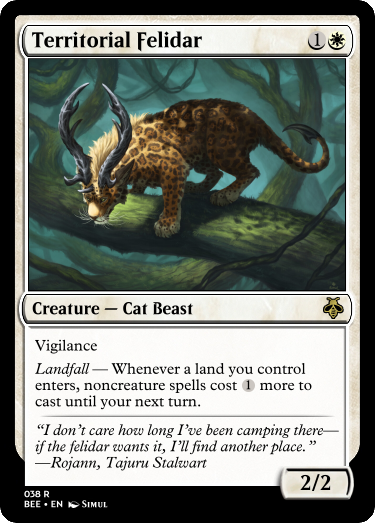 Territorial Felidar 1
Creature — Cat Beast
Vigilance
Landfall — Whenever a land you control
enters, noncreature spells cost 1 more to
cast until your next turn.
“I don’t care how long I’ve been camping there—
if the felidar wants it, I’ll find another place.”
—Rojann, Tajuru Stalwart
2/2
038 R
BEE • EN Simul